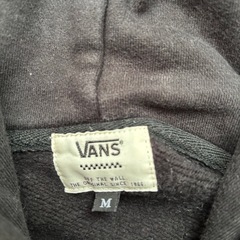 VANS
"OFF THE WALL"
THE ORIGINAL SINCE 1966
M